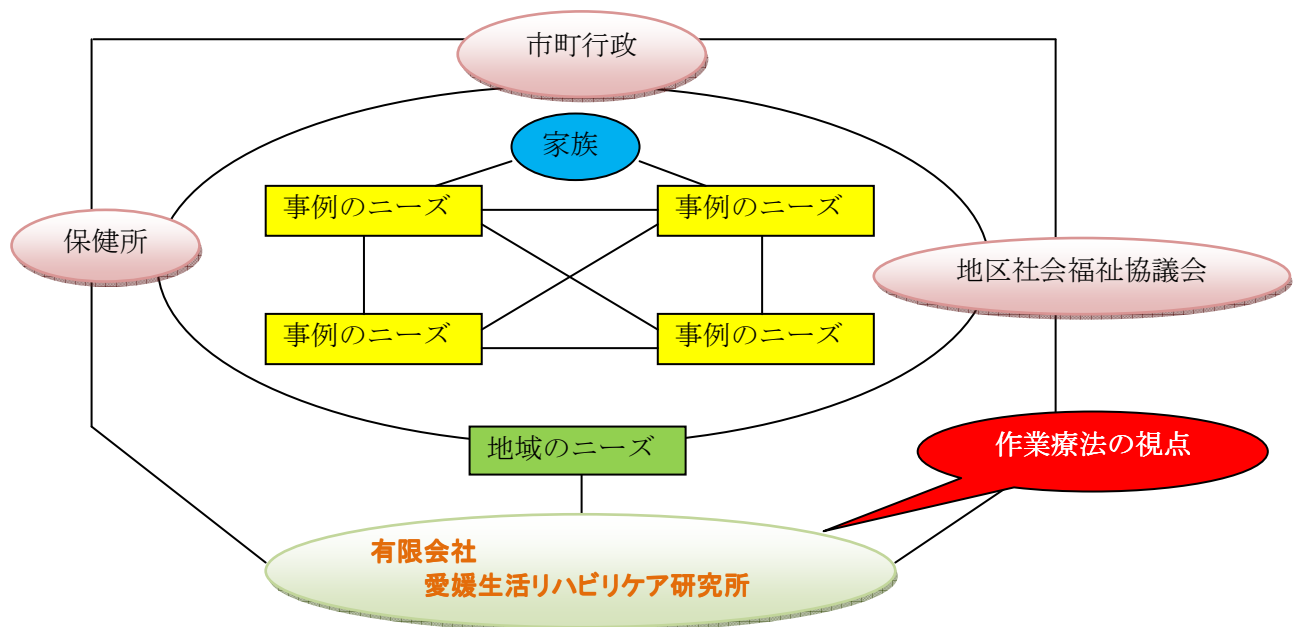 市町行政
家族
事例のニーズ
事例のニーズ
保健所
地区社会福祉協議会
事例のニーズ
事例のニーズ
地域のニーズ
作業療法の視点
有限会社
愛媛生活リハビリケア研究所